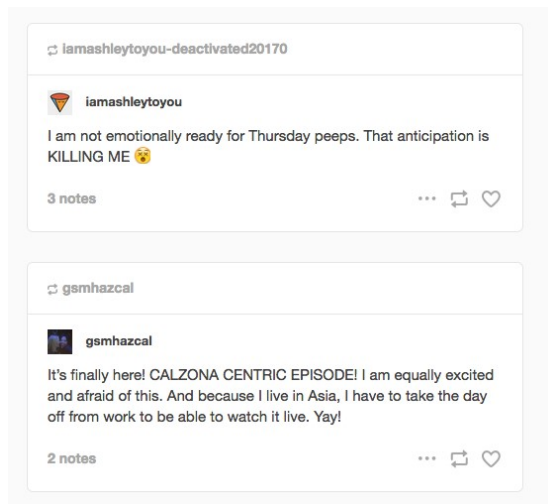 iamashleytoyou-deactivated20170
iamashleytoyou
I am not emotionally ready for Thursday peeps. That anticipation is
KILLING ME 😵
3 notes
gsmhazcal
gsmhazcal
It's finally here! CALZONA CENTRIC EPISODE! I am equally excited
and afraid of this. And because I live in Asia, I have to take the day
off from work to be able to watch it live. Yay!
2 notes